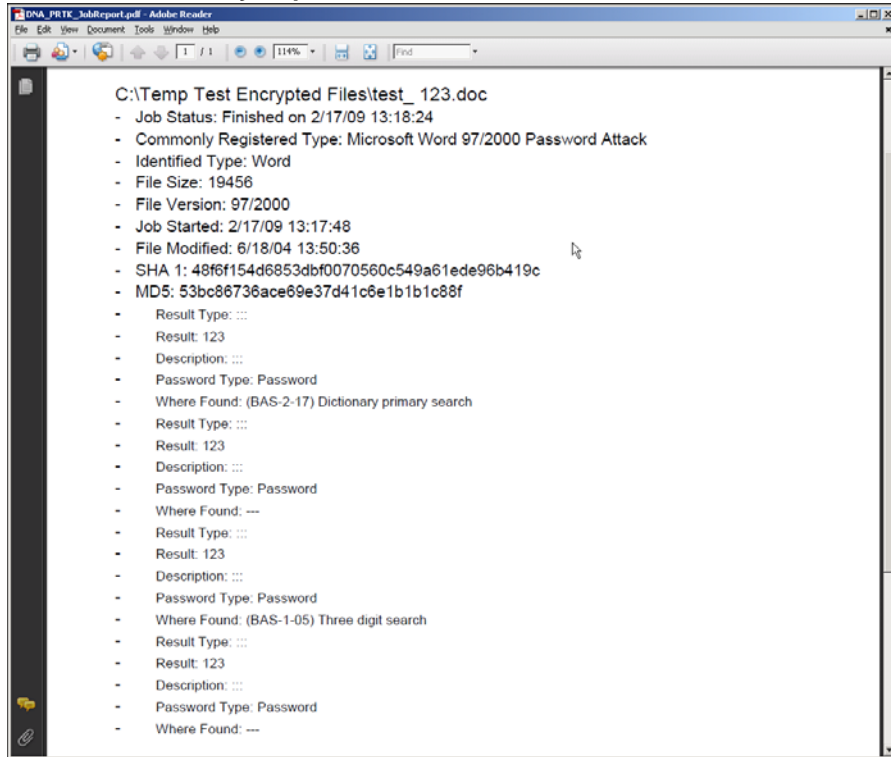 DNA_PRTK_JobReport.pdf - Adobe Reader
File Edit View Document Tools Window Help
1 / 1 114% Find
C:\Temp Test Encrypted Files\test_ 123.doc
- Job Status: Finished on 2/17/09 13:18:24
- Commonly Registered Type: Microsoft Word 97/2000 Password Attack
- Identified Type: Word
- File Size: 19456
- File Version: 97/2000
- Job Started: 2/17/09 13:17:48
- File Modified: 6/18/04 13:50:36
- SHA 1: 48f6f154d6853dbf0070560c549a61ede96b419c
- MD5: 53bc86736ace69e37d41c6e1b1b1c88f
- Result Type: :::
- Result: 123
- Description: :::
- Password Type: Password
- Where Found: (BAS-2-17) Dictionary primary search
- Result Type: :::
- Result: 123
- Description: :::
- Password Type: Password
- Where Found: ---
- Result Type: :::
- Result: 123
- Description: :::
- Password Type: Password
- Where Found: (BAS-1-05) Three digit search
- Result Type: :::
- Result: 123
- Description: :::
- Password Type: Password
- Where Found: ---